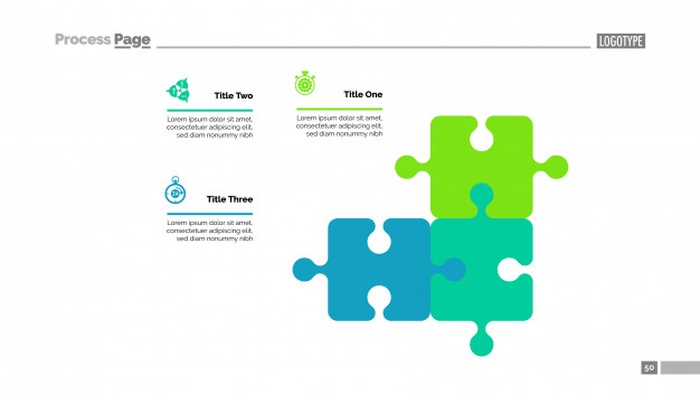 Process Page
LOGOTYPE
Title Two
Lorem ipsum dolor sit amet,
consectetuer adipiscing elit,
sed diam nonummy nibh
Title One
Lorem ipsum dolor sit amet,
consectetuer adipiscing elit,
sed diam nonummy nibh
Title Three
Lorem ipsum dolor sit amet,
consectetuer adipiscing elit,
sed diam nonummy nibh
50